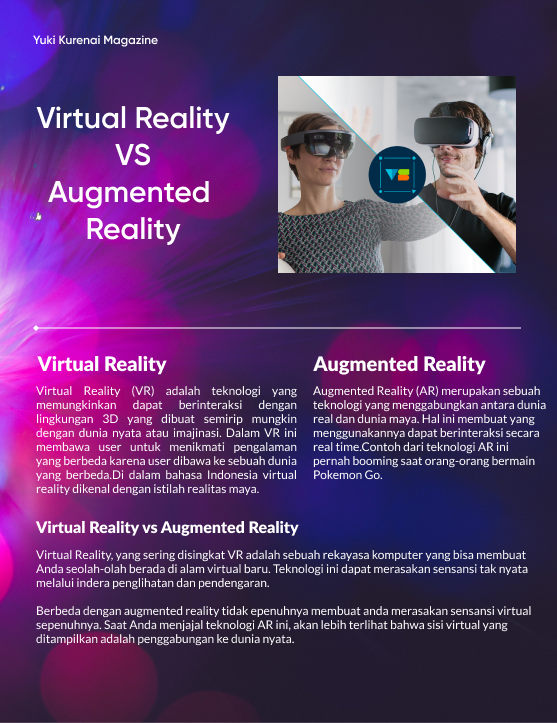 Yuki Kurenai Magazine
Virtual Reality
VS
Augmented
Reality
VS
Virtual Reality
Virtual Reality (VR) adalah teknologi yang
memungkinkan dapat berinteraksi dengan
lingkungan 3D yang dibuat semirip mungkin
dengan dunia nyata atau imajinasi. Dalam VR ini
membawa user untuk menikmati pengalaman
yang berbeda karena user dibawa ke sebuah dunia
yang berbeda.Di dalam bahasa Indonesia virtual
reality dikenal dengan istilah realitas maya.
Augmented Reality
Augmented Reality (AR) merupakan sebuah
teknologi yang menggabungkan antara dunia
real dan dunia maya. Hal ini membuat yang
menggunakannya dapat berinteraksi secara
real time.Contoh dari teknologi AR ini
pernah booming saat orang-orang bermain
Pokemon Go.
Virtual Reality vs Augmented Reality
Virtual Reality, yang sering disingkat VR adalah sebuah rekayasa komputer yang bisa membuat
Anda seolah-olah berada di alam virtual baru. Teknologi ini dapat merasakan sensansi tak nyata
melalui indera penglihatan dan pendengaran.
Berbeda dengan augmented reality tidak epenuhnya membuat anda merasakan sensansi virtual
sepenuhnya. Saat Anda menjajal teknologi AR ini, akan lebih terlihat bahwa sisi virtual yang
ditampilkan adalah penggabungan ke dunia nyata.